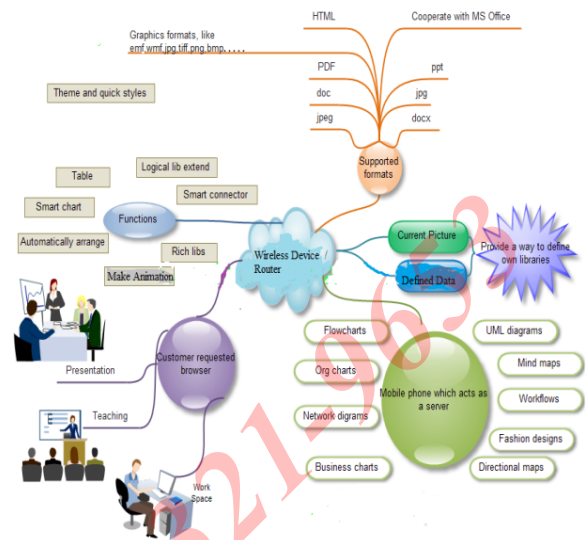 HTML
Cooperate with MS Office
Graphics formats, like
emf,wmf,jpg,tiff,png,bmp,. . . .
PDF
ppt
doc
jpg
jpeg
docx
Supported
formats
Theme and quick styles
Logical lib extend
Table
Smart connector
Smart chart
Functions
Automatically arrange
Rich libs
Make Animation
Wireless Device /
Router
Current Picture
Defined Data
Provide a way to define
own libraries
Customer requested
browser
Presentation
Teaching
Work
Space
Flowcharts
Org charts
Network digrams
Business charts
Mobile phone which acts as
a server
UML diagrams
Mind maps
Workflows
Fashion designs
Directional maps
321-9653